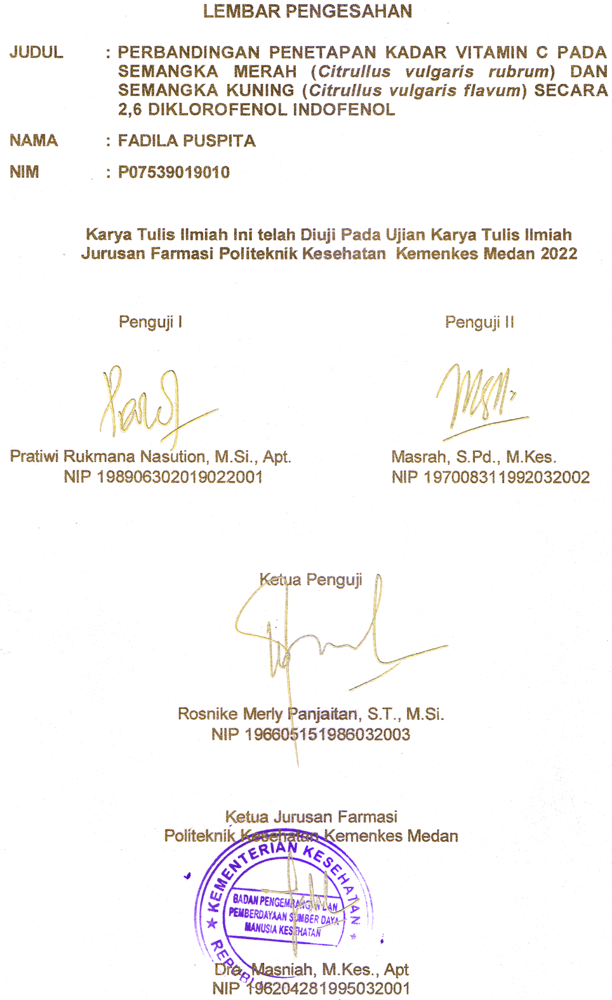 LEMBAR PENGESAHAN
JUDUL : PERBANDINGAN PENETAPAN KADAR VITAMIN C PADA
SEMANGKA MERAH (Citrullus vulgaris rubrum) DAN
SEMANGKA KUNING (Citrullus vulgaris flavum) SECARA
2,6 DIKLOROFENOL INDOFENOL
NAMA : FADILA PUSPITA
NIM : P07539019010
Karya Tulis Ilmiah Ini telah Diuji Pada Ujian Karya Tulis Ilmiah
Jurusan Farmasi Politeknik Kesehatan Kemenkes Medan 2022
Penguji I Penguji II
Pratiwi Rukmana Nasution, M.Si., Apt. Masrah, S.Pd., M.Kes.
NIP 198906302019022001 NIP 197008311992032002
Ketua Penguji
Rosnike Merly Panjaitan, S.T., M.Si.
NIP 196605151986032003
Ketua Jurusan Farmasi
Politeknik Kesehatan Kemenkes Medan
KEMENTERIAN KESEHATAN
BADAN PENGEMBANGAN DAN
PEMBERDAYAAN SUMBER DAYA
MANUSIA KESEHATAN
Dra. Masniah, M.Kes., Apt
NIP 196204281995032001